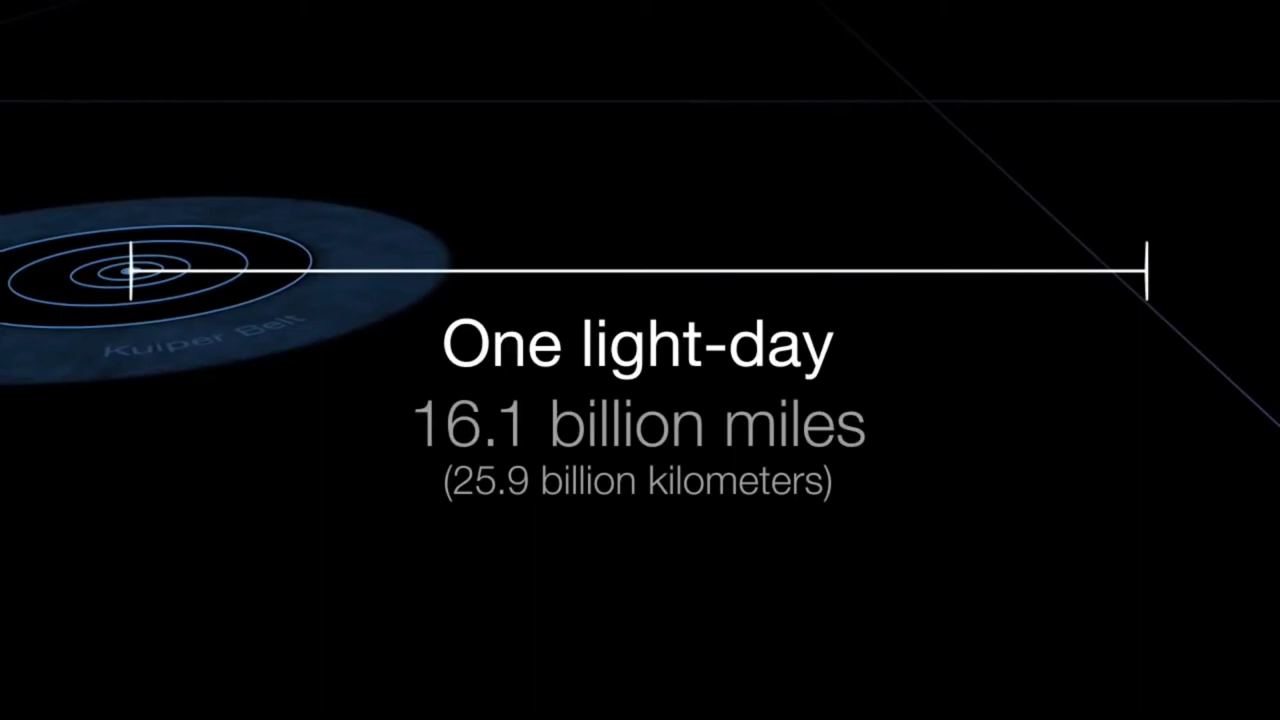 Kuiper Belt
One light-day
16.1 billion miles
(25.9 billion kilometers)